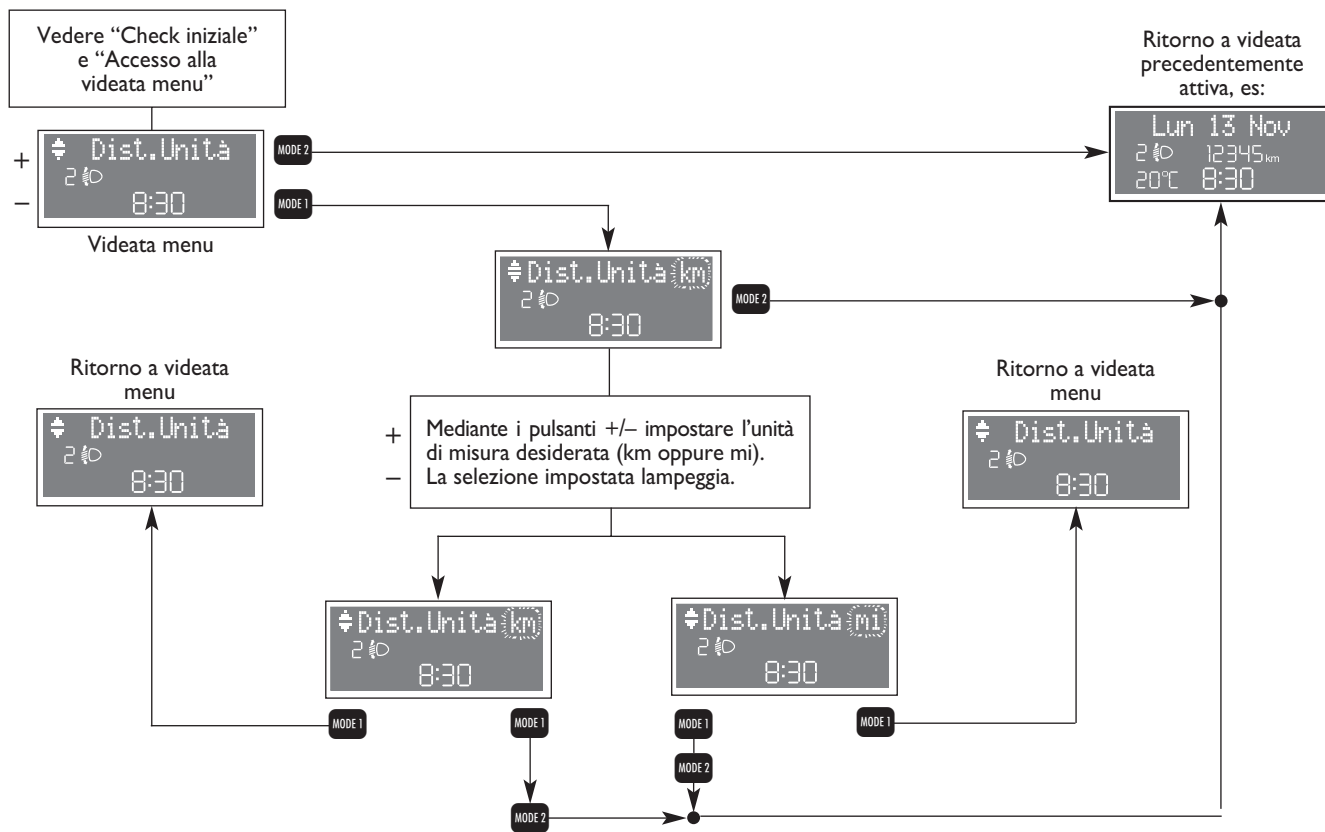 Vedere “Check iniziale”
e “Accesso alla
videata menu”
Ritorno a videata
precedentemente
attiva, es:
+
–
Dist.Unità
2
8:30
MODE 2
MODE 1
Videata menu
Lun 13 Nov
2 12345 km
20°C 8:30
Dist.Unità km
2
8:30
MODE 2
Ritorno a videata
menu
Dist.Unità
2
8:30
+
–
Mediante i pulsanti +/– impostare l’unità
di misura desiderata (km oppure mi).
La selezione impostata lampeggia.
Ritorno a videata
menu
Dist.Unità
2
8:30
Dist.Unità km
2
8:30
Dist.Unità mi
2
8:30
MODE 1
MODE 1
MODE 1
MODE 1
MODE 2
MODE 2